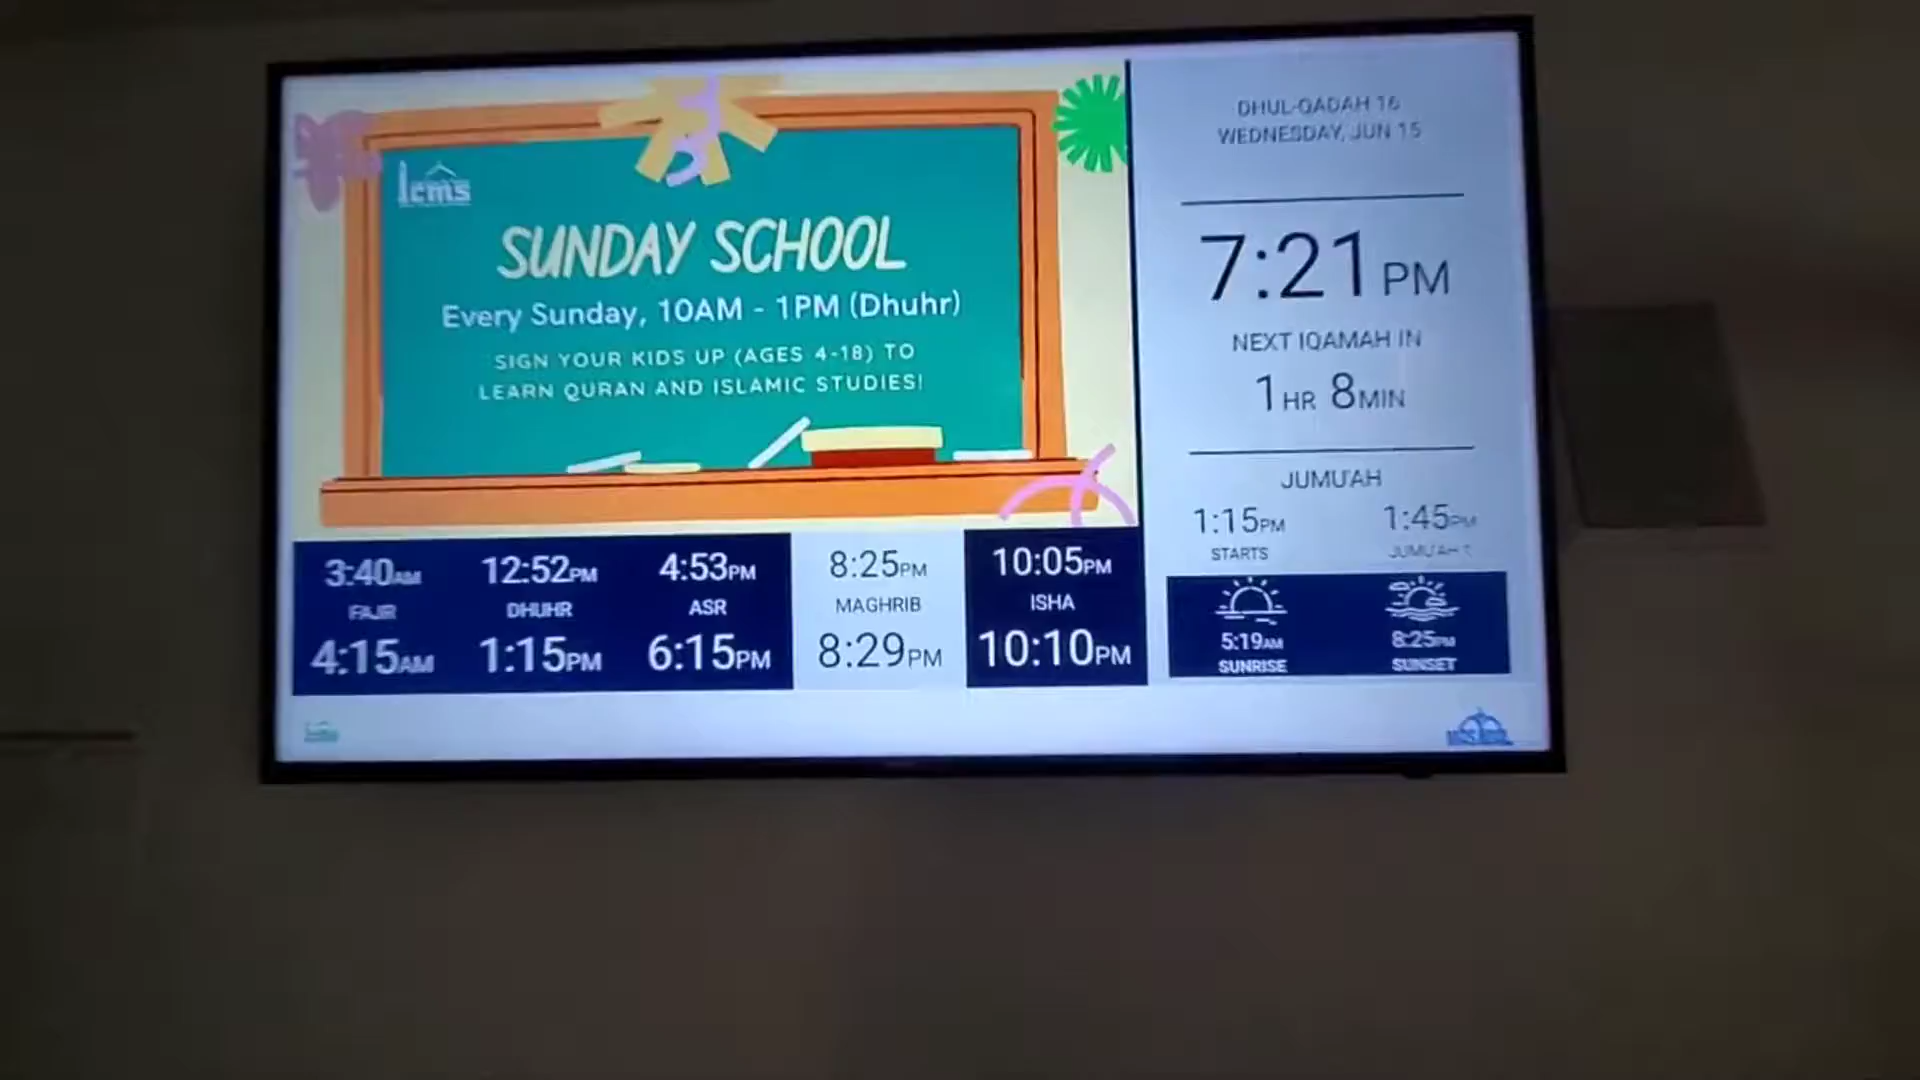 lcms
SUNDAY SCHOOL
Every Sunday, 10AM - 1PM (Dhuhr)
SIGN YOUR KIDS UP (AGES 4-18) TO
LEARN QURAN AND ISLAMIC STUDIES!
DHUL-QADAH 16
WEDNESDAY, JUN 15
7:21 PM
NEXT IQAMAH IN
1 HR 8 MIN
JUMU'AH
1:15PM 1:45PM
STARTS JUMU'AH
5:19AM 8:25PM
SUNRISE SUNSET
3:40AM 12:52PM 4:53PM 8:25PM 10:05PM
FAJR DHUHR ASR MAGHRIB ISHA
4:15AM 1:15PM 6:15PM 8:29PM 10:10PM